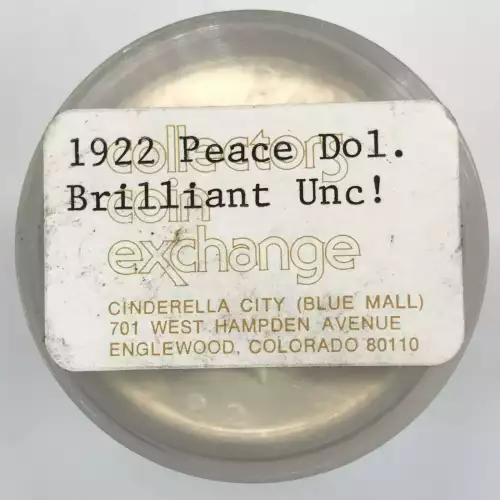 1922 Peace Dol.
Brilliant Unc!
collectors
coin
exchange
CINDERELLA CITY (BLUE MALL)
701 WEST HAMPDEN AVENUE
ENGLEWOOD, COLORADO 80110